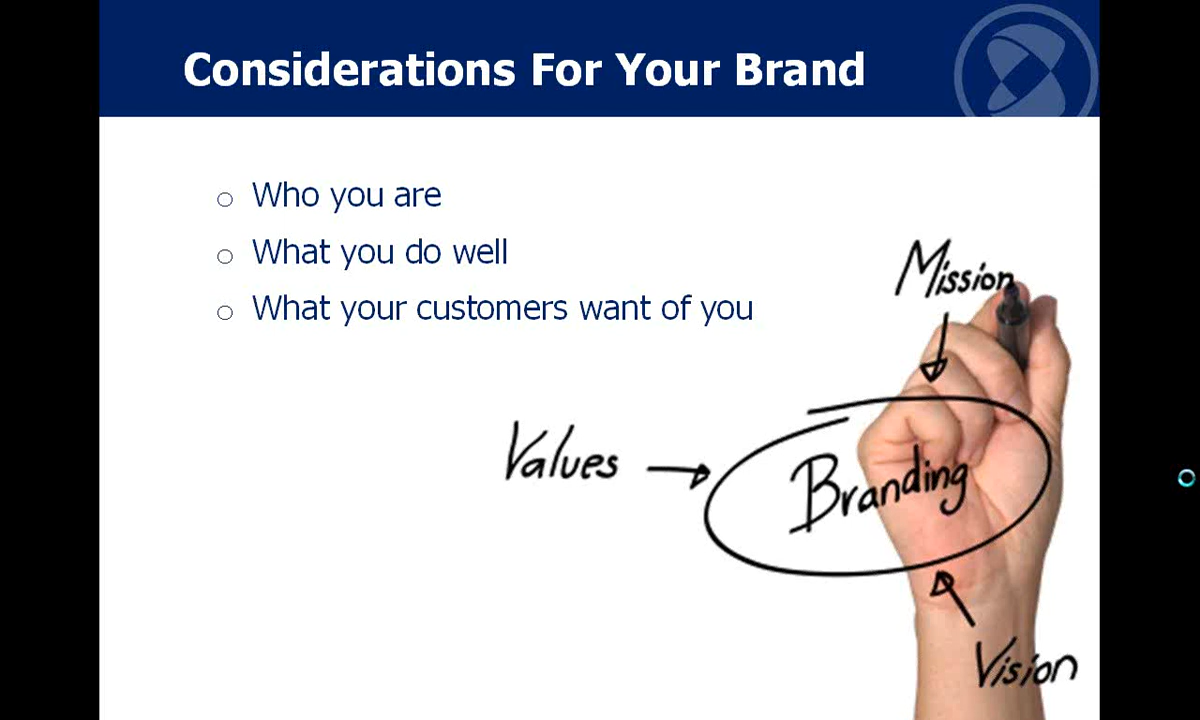 Considerations For Your Brand
Who you are
What you do well
What your customers want of you
Mission
Values
Branding
Vision